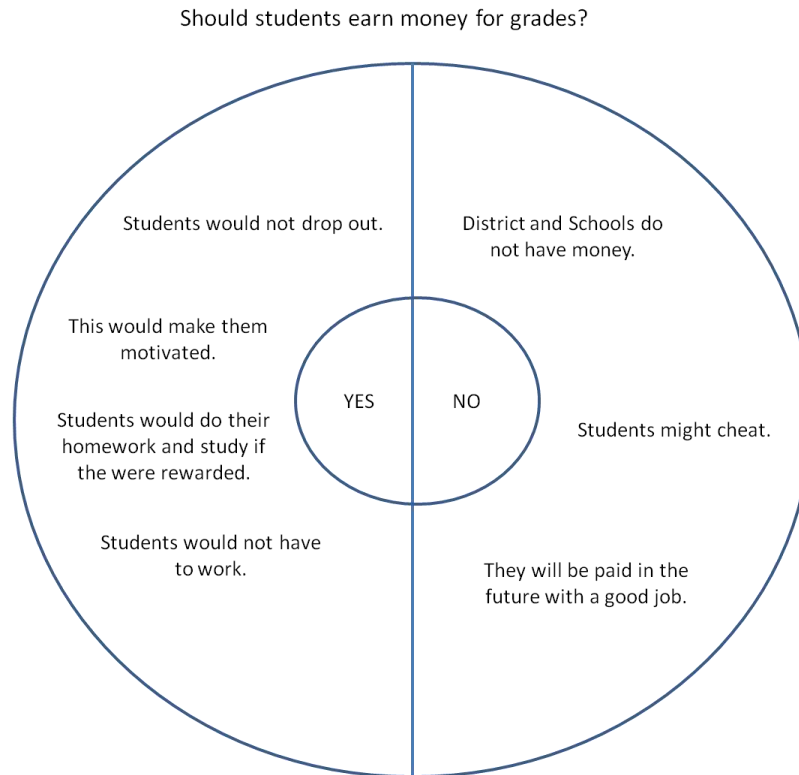 Should students earn money for grades?
Students would not drop out.
This would make them
motivated.
Students would do their
homework and study if
the were rewarded.
Students would not have
to work.
YES
NO
District and Schools do
not have money.
Students might cheat.
They will be paid in the
future with a good job.